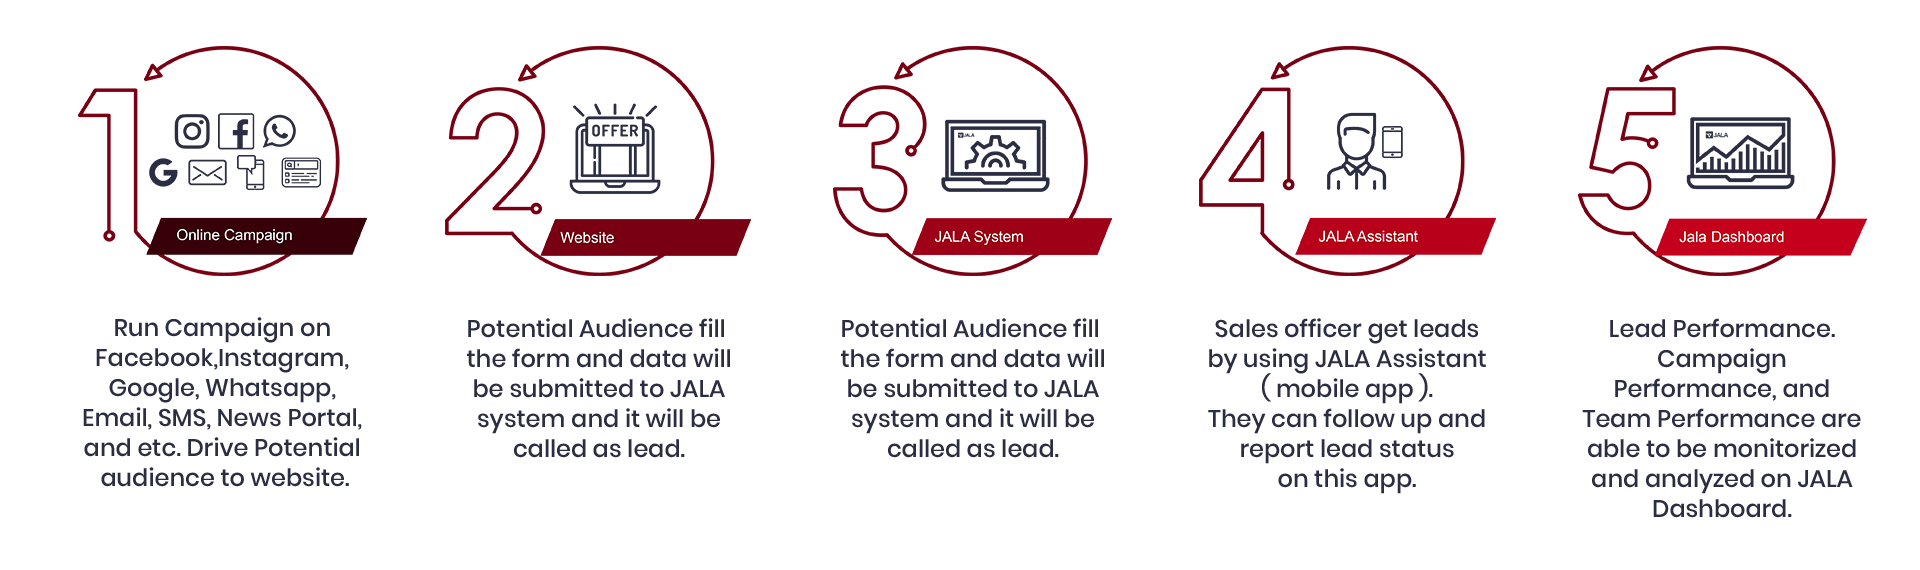 1
OFFER
Online Campaign
Run Campaign on
Facebook,Instagram,
Google, Whatsapp,
Email, SMS, News Portal,
and etc. Drive Potential
audience to website.
2
Website
Potential Audience fill
the form and data will
be submitted to JALA
system and it will be
called as lead.
3
JALA
JALA System
Potential Audience fill
the form and data will
be submitted to JALA
system and it will be
called as lead.
4
JALA Assistant
Sales officer get leads
by using JALA Assistant
( mobile app ).
They can follow up and
report lead status
on this app.
5
JALA
Jala Dashboard
Lead Performance.
Campaign
Performance, and
Team Performance are
able to be monitorized
and analyzed on JALA
Dashboard.